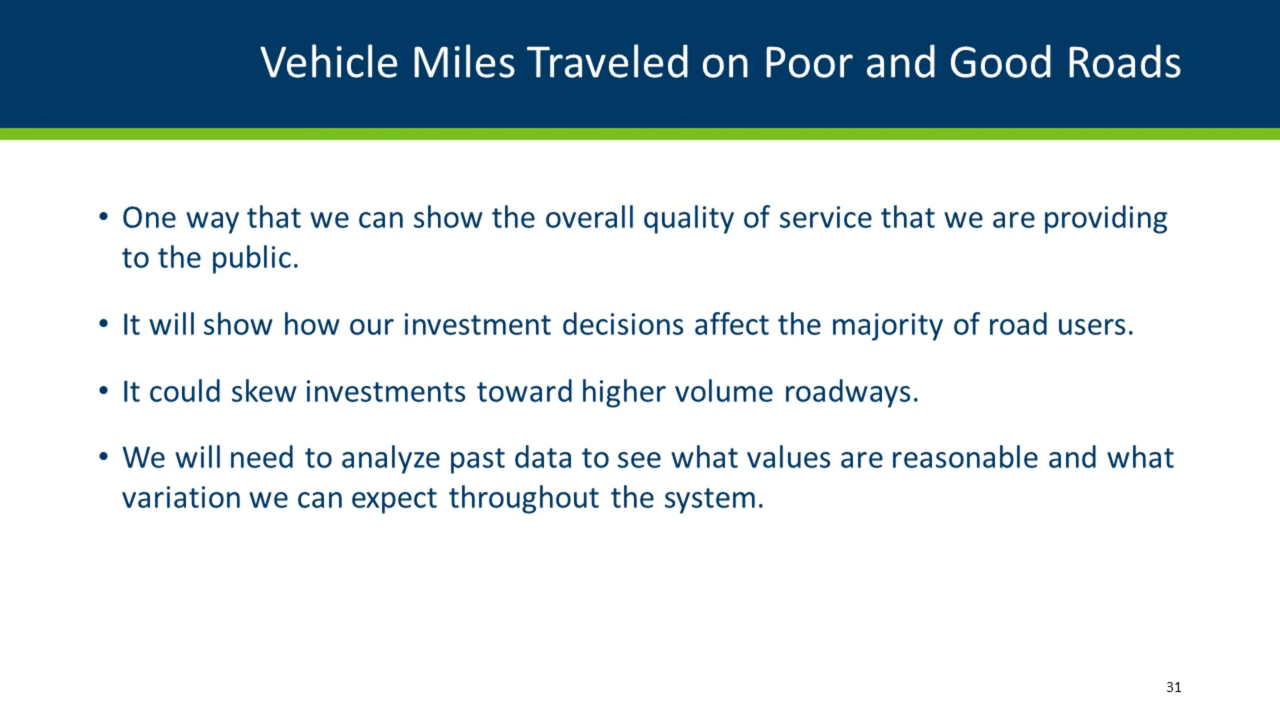 Vehicle Miles Traveled on Poor and Good Roads
• One way that we can show the overall quality of service that we are providing
to the public.
• It will show how our investment decisions affect the majority of road users.
• It could skew investments toward higher volume roadways.
• We will need to analyze past data to see what values are reasonable and what
variation we can expect throughout the system.
31